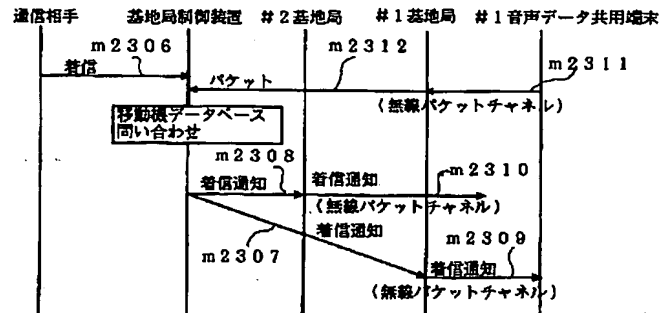 通信相手 基地局制御装置 #2基地局 #1基地局 #1音声データ共用端末
m2306 m2312 m2311
着信 パケット
(無線パケットチャネル)
移動機データベース
問い合わせ
m2308 m2310
着信通知 着信通知
(無線パケットチャネル)
着信通知
m2307 m2309
着信通知
(無線パケットチャネル)